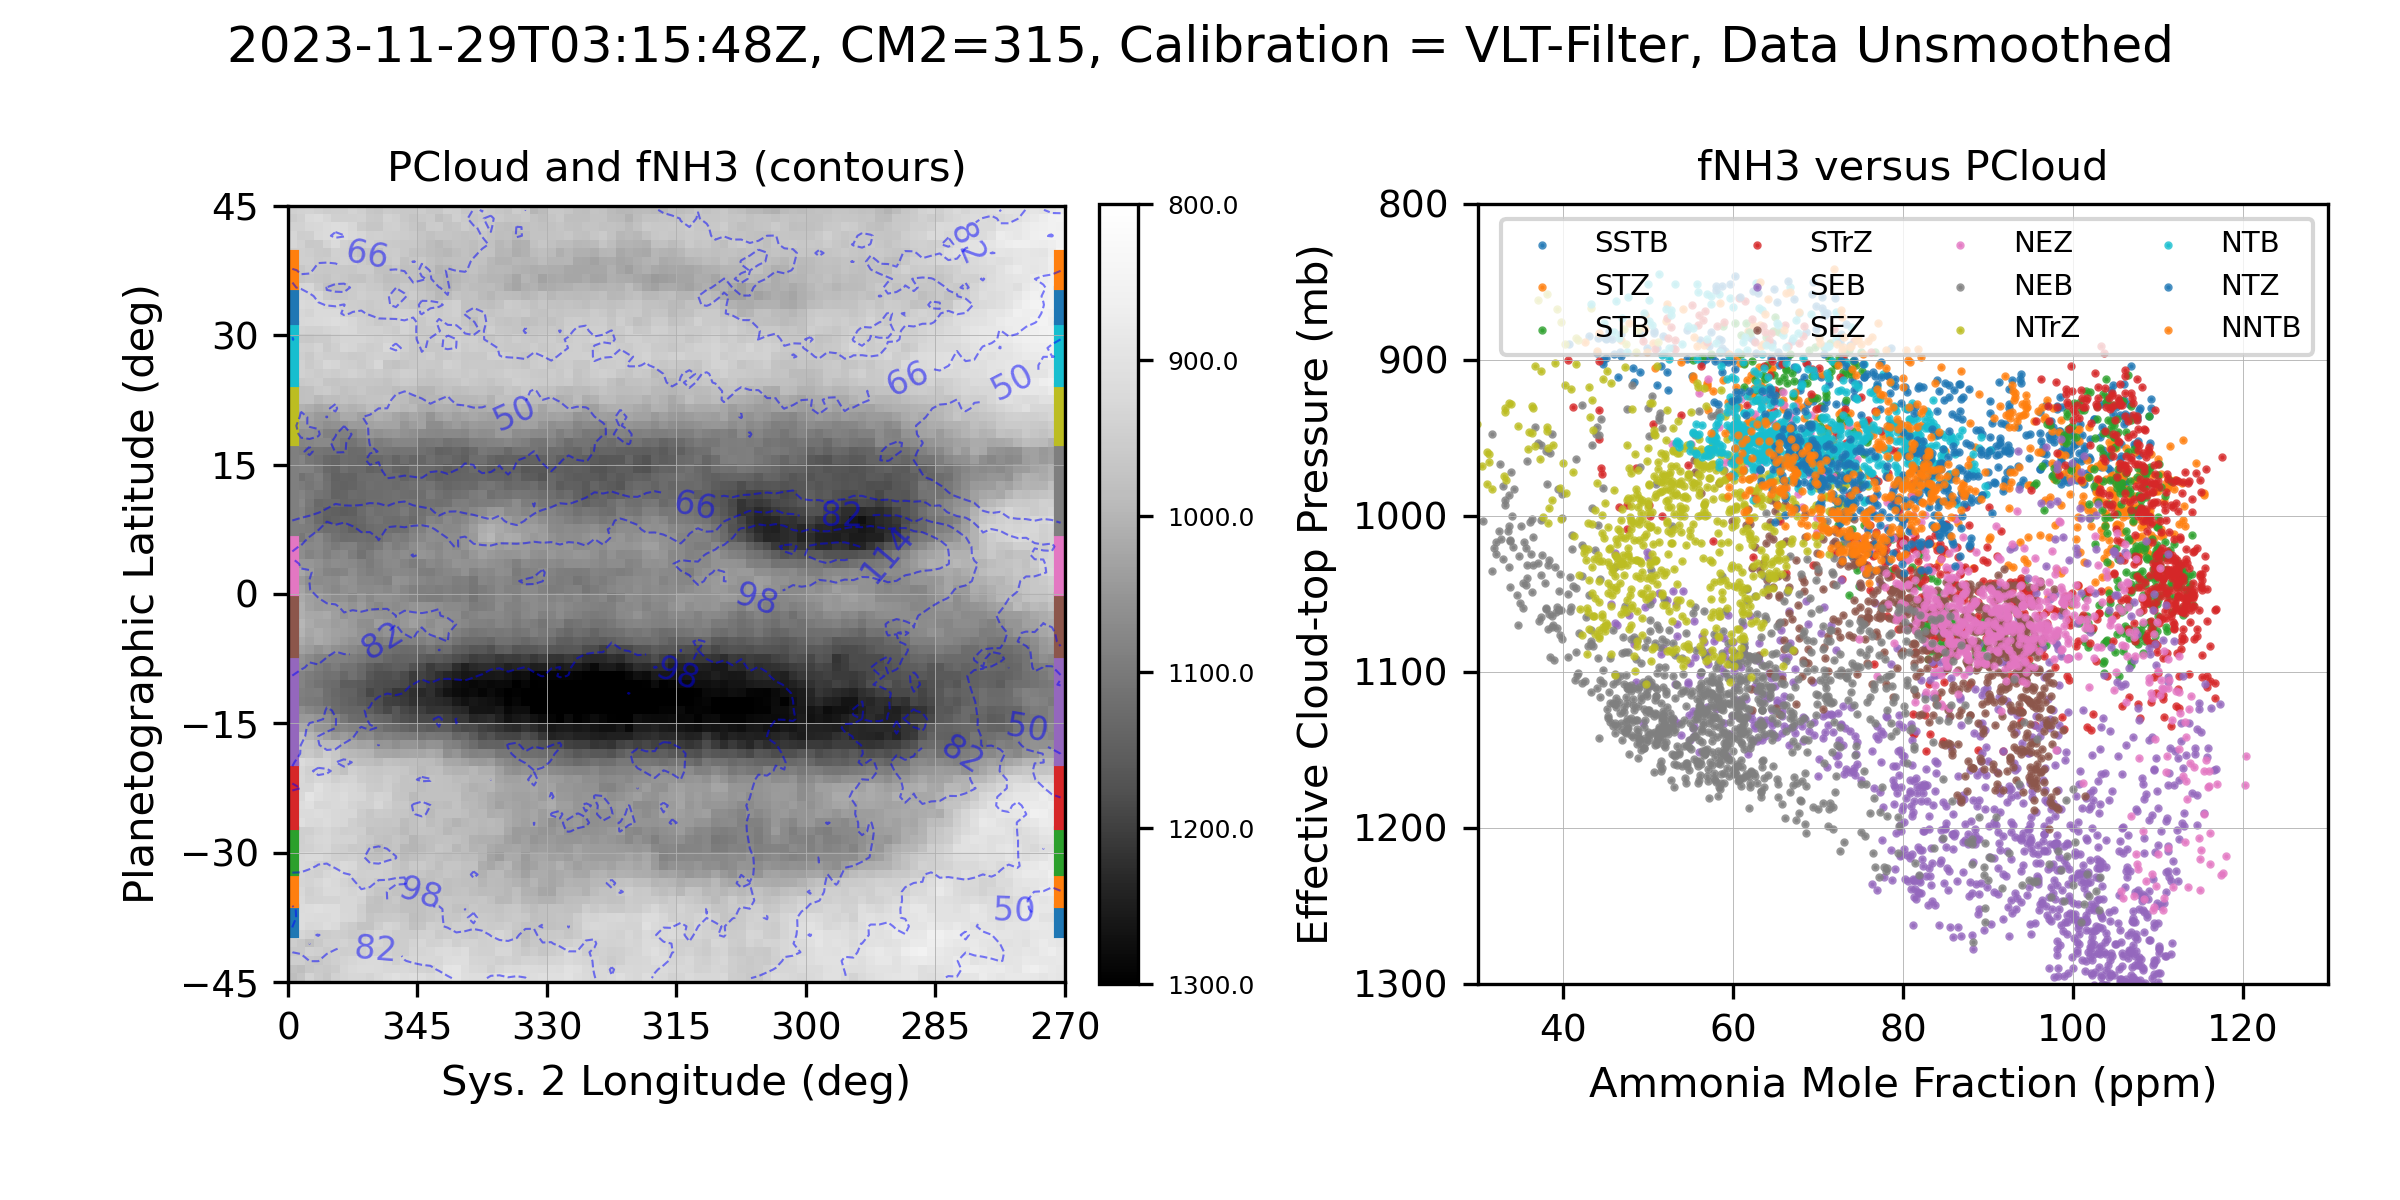 2023-11-29T03:15:48Z, CM2=315, Calibration = VLT-Filter, Data Unsmoothed
PCloud and fNH3 (contours)
45
30
15
0
−15
−30
−45
Planetographic Latitude (deg)
0 345 330 315 300 285 270
Sys. 2 Longitude (deg)
66
82
66
50
50
66
82
114
98
82
98
50
82
98
50
82
800.0
900.0
1000.0
1100.0
1200.0
1300.0
fNH3 versus PCloud
SSTB STrZ NEZ NTB
STZ SEB NEB NTZ
STB SEZ NTrZ NNTB
800
900
1000
1100
1200
1300
Effective Cloud-top Pressure (mb)
40 60 80 100 120
Ammonia Mole Fraction (ppm)